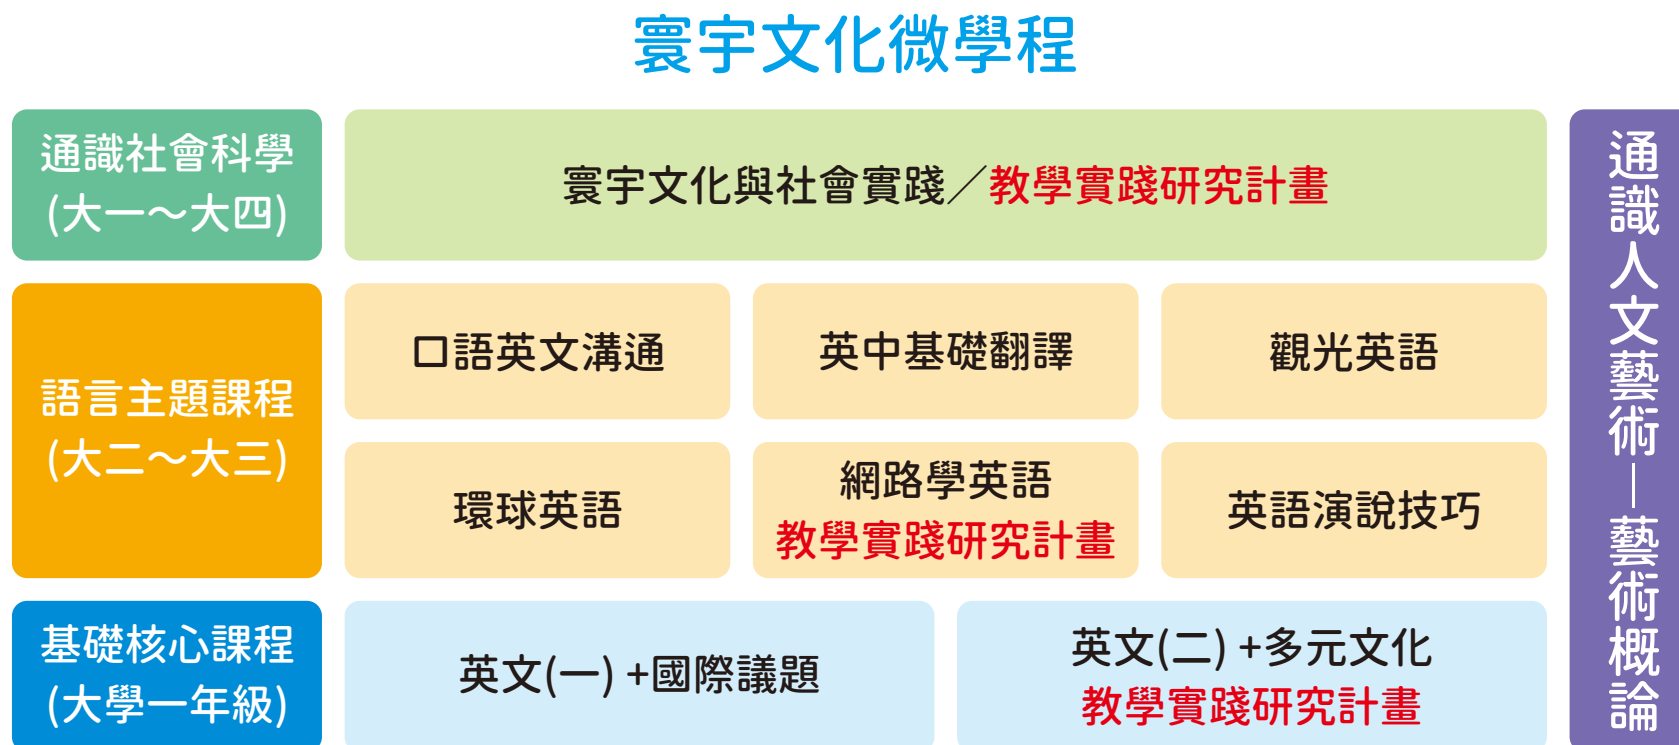 寰宇文化微學程
通識社會科學
(大一～大四)
寰宇文化與社會實踐／教學實踐研究計畫
語言主題課程
(大二～大三)
口語英文溝通
英中基礎翻譯
觀光英語
環球英語
網路學英語
教學實踐研究計畫
英語演說技巧
基礎核心課程
(大學一年級)
英文(一) +國際議題
英文(二) +多元文化
教學實踐研究計畫
通識人文藝術—藝術概論